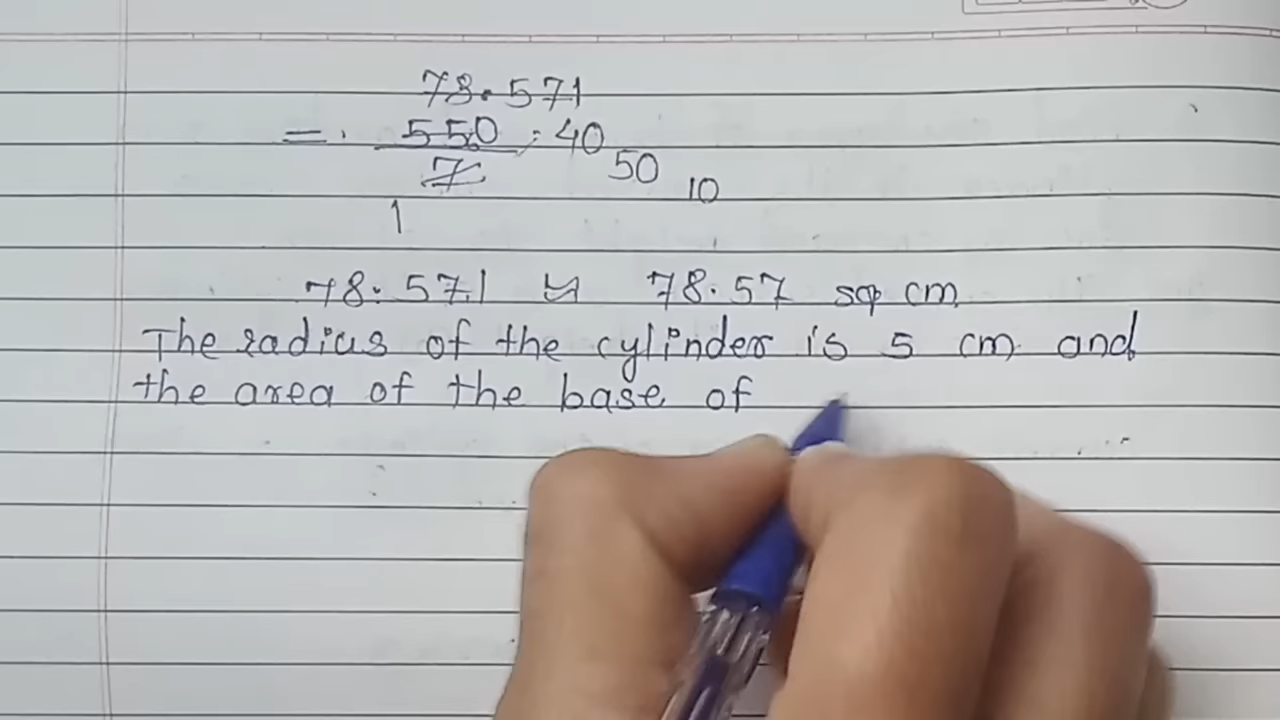 78.571
= 550 40
7 50 10
1
78.571 ≈ 78.57 sq cm
The radius of the cylinder is 5 cm and
the area of the base of